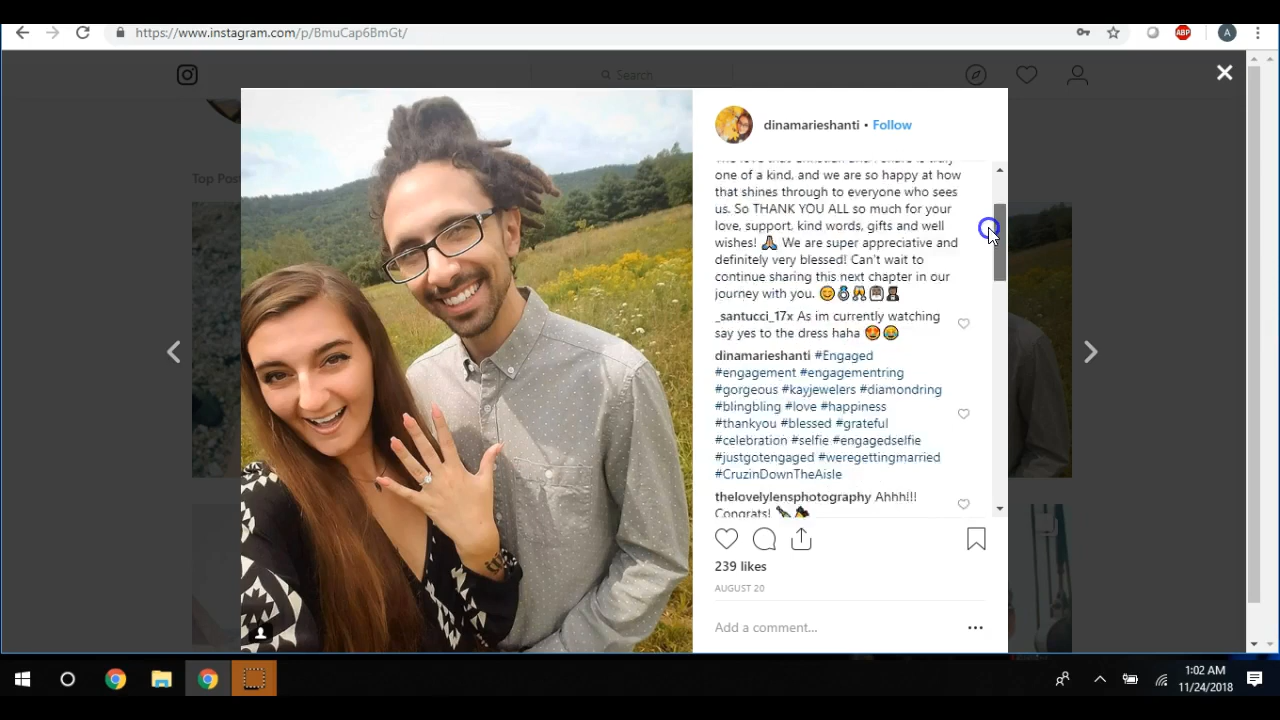 https://www.instagram.com/p/BmuCap6BmGt/
ABP
A
Search
dinamarieshanti • Follow
Top Pos
one of a kind, and we are so happy at how
that shines through to everyone who sees
us. So THANK YOU ALL so much for your
love, support, kind words, gifts and well
wishes! 🙏 We are super appreciative and
definitely very blessed! Can't wait to
continue sharing this next chapter in our
journey with you. 😊💍🥂👰🤵
_santucci_17x As im currently watching
say yes to the dress haha 😍😂
dinamarieshanti #Engaged
#engagement #engagementring
#gorgeous #kayjewelers #diamondring
#blingbling #love #happiness
#thankyou #blessed #grateful
#celebration #selfie #engagedselfie
#justgotengaged #weregettingmarried
#CruzinDownTheAisle
thelovelylensphotography Ahhh!!!
Congrats! 🍾🎉
239 likes
AUGUST 20
Add a comment...
1:02 AM
11/24/2018